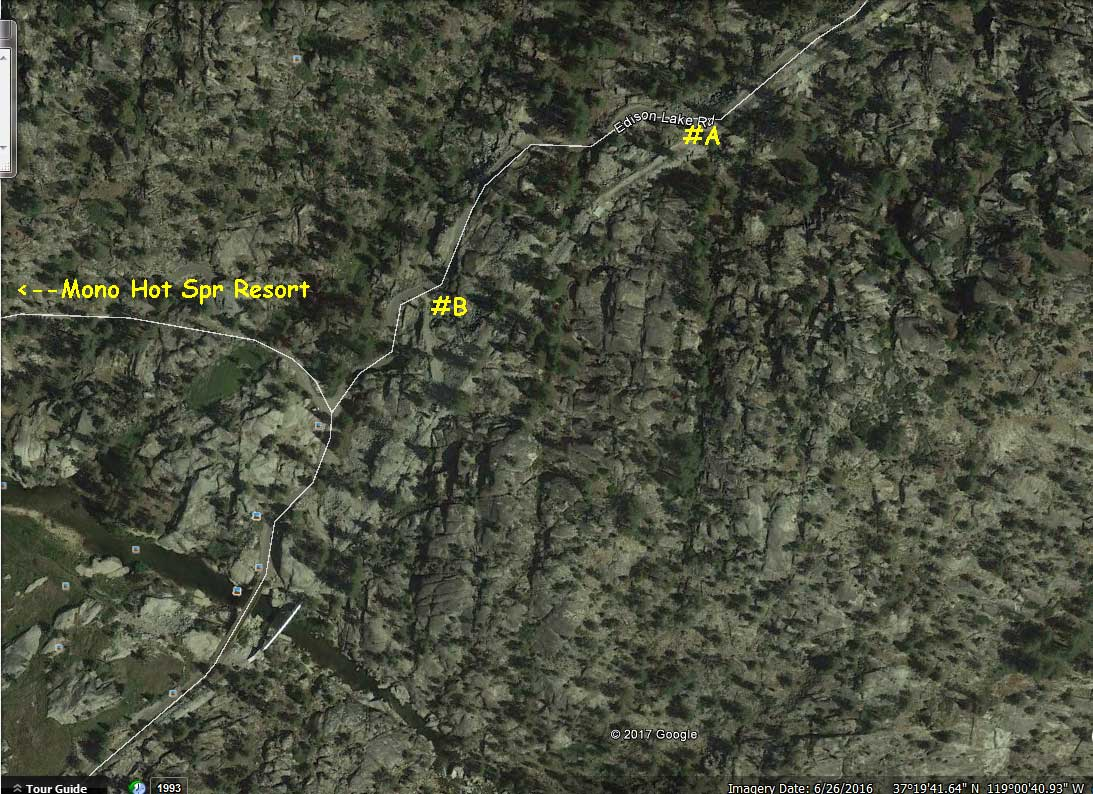 Edison Lake Rd
#A
<--Mono Hot Spr Resort
#B
© 2017 Google
Tour Guide
1993
Imagery Date: 6/26/2016 37°19'41.64" N 119°00'40.93" W